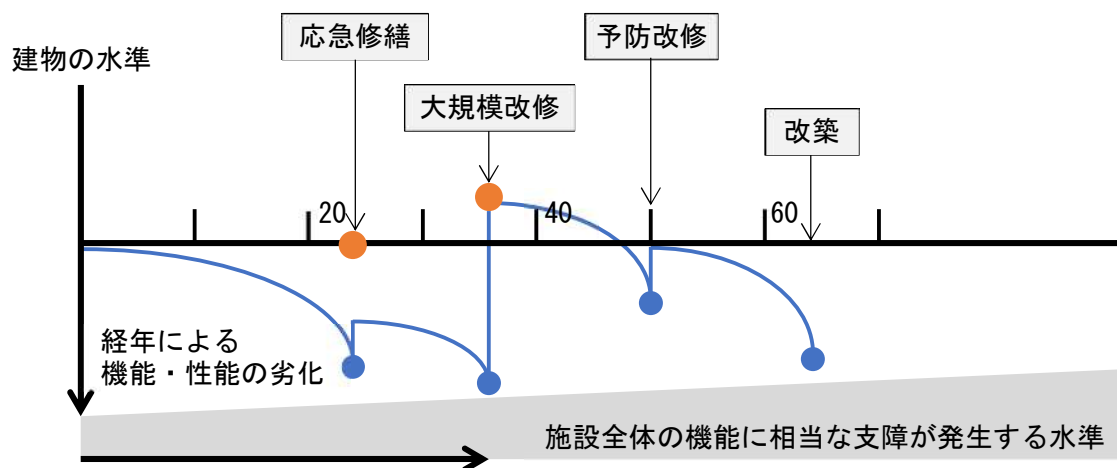 応急修繕
予防改修
建物の水準
大規模改修
改築
20
40
60
経年による
機能・性能の劣化
施設全体の機能に相当な支障が発生する水準